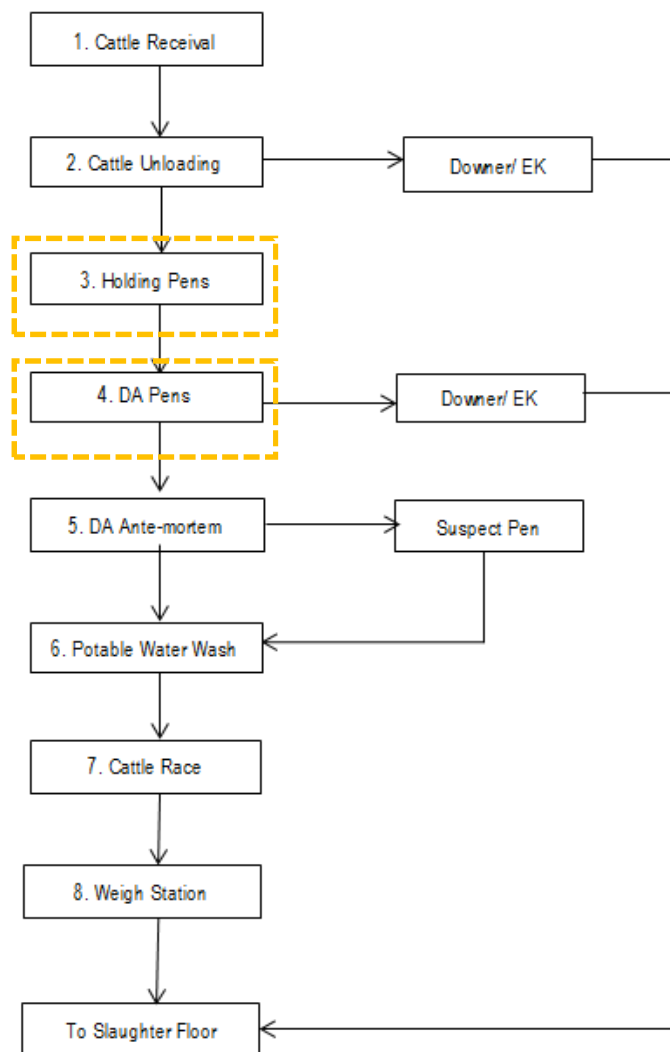 1. Cattle Receival
2. Cattle Unloading
Downer/ EK
3. Holding Pens
4. DA Pens
Downer/ EK
5. DA Ante-mortem
Suspect Pen
6. Potable Water Wash
7. Cattle Race
8. Weigh Station
To Slaughter Floor